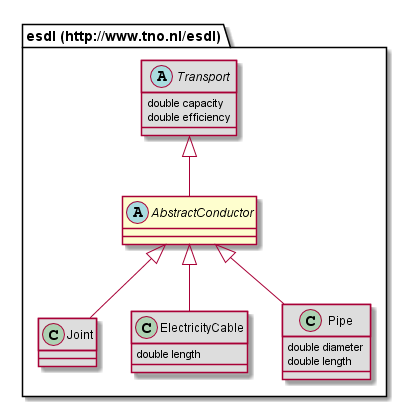 esdl (http://www.tno.nl/esdl)
A Transport
double capacity
double efficiency
A AbstractConductor
C Joint
C ElectricityCable
double length
C Pipe
double diameter
double length